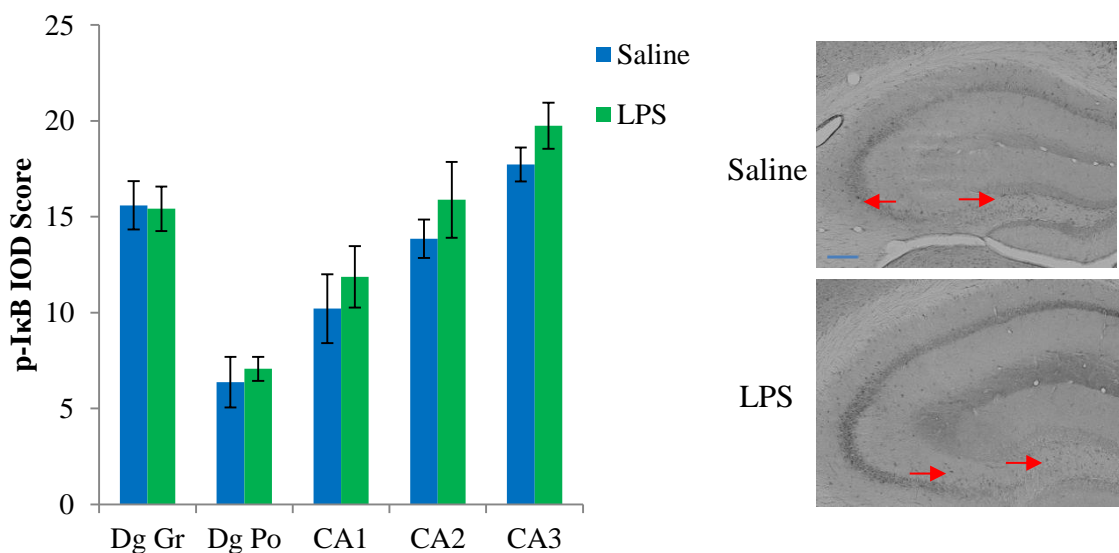 p-IκB IOD Score
25
20
15
10
5
0
Dg Gr Dg Po CA1 CA2 CA3
Saline
LPS
Saline
LPS